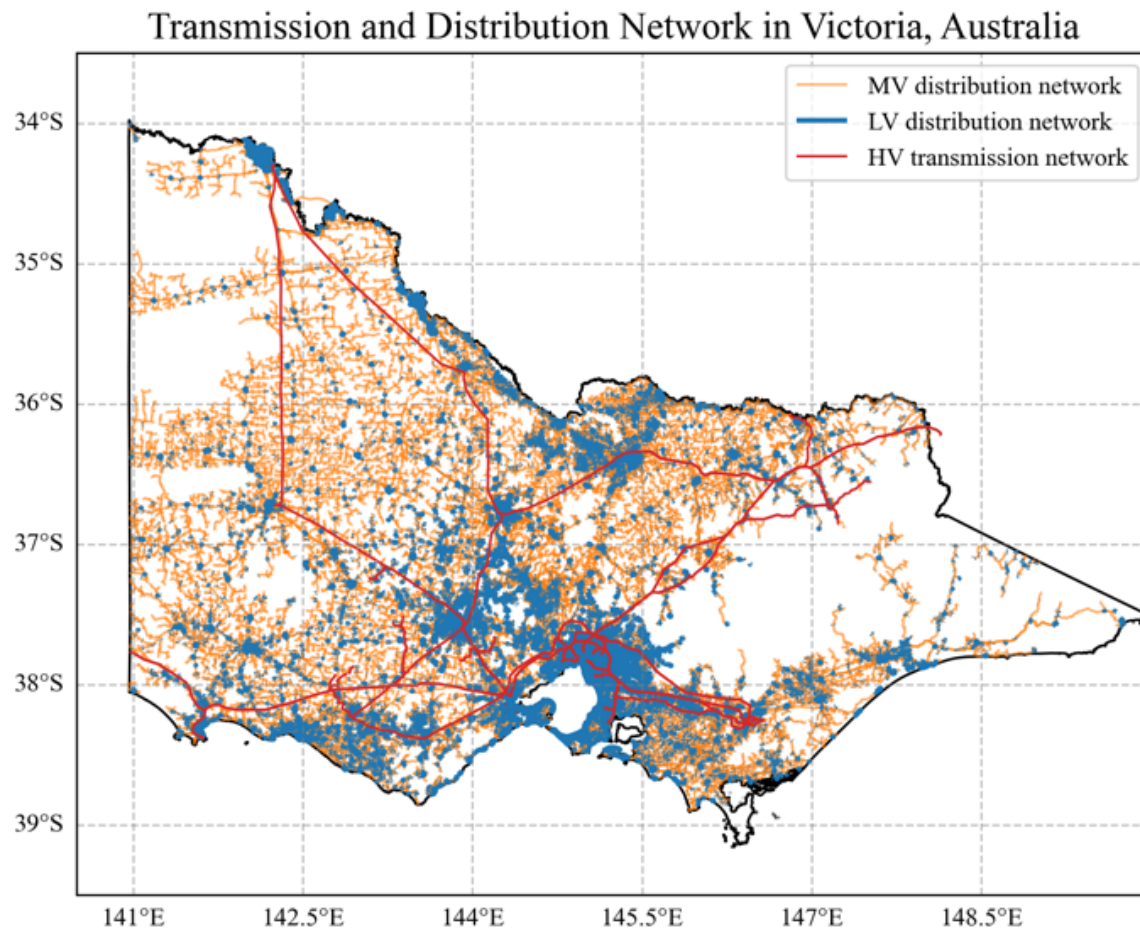 Transmission and Distribution Network in Victoria, Australia
MV distribution network
LV distribution network
HV transmission network
34°S
35°S
36°S
37°S
38°S
39°S
141°E 142.5°E 144°E 145.5°E 147°E 148.5°E